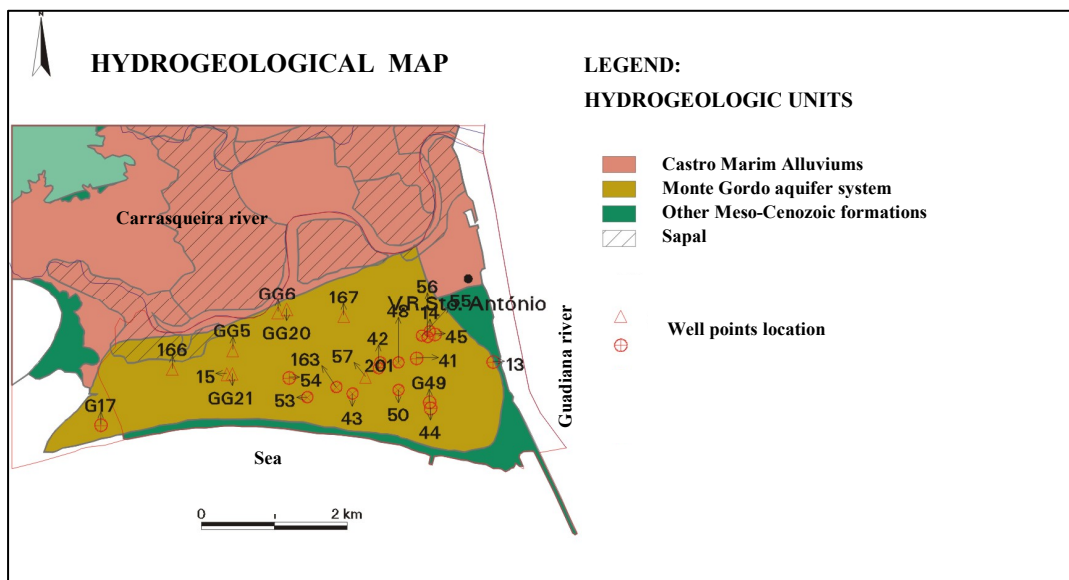 HYDROGEOLOGICAL MAP
LEGEND:
HYDROGEOLOGIC UNITS
Castro Marim Alluviums
Monte Gordo aquifer system
Other Meso-Cenozoic formations
Sapal
Well points location
Carrasqueira river
56
GG6
167
V.R.Sto. António
55
48
14
GG20
GG5
42
45
166
163
57
201
41
13
15
54
G49
GG21
53
G17
43
50
44
Guadiana river
Sea
0
2 km